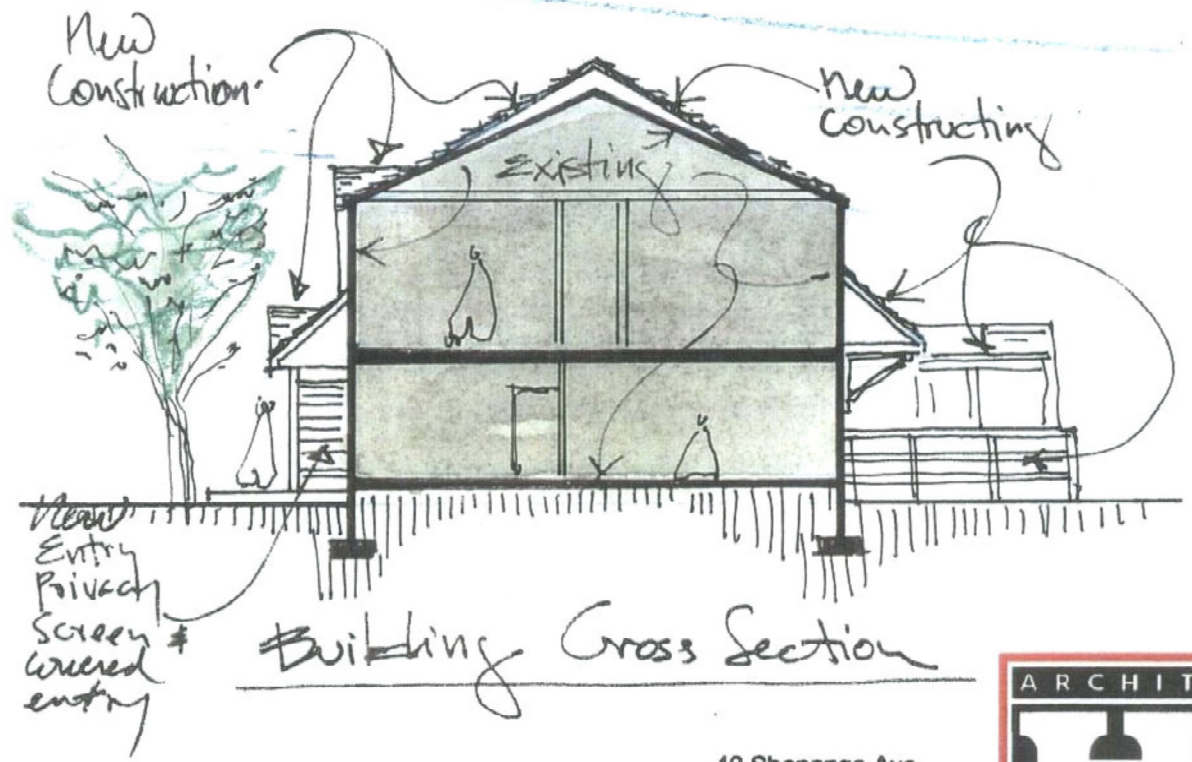 New
Construction
New
Constructing
Existing
New
Entry
Privacy
Screen &
covered
entry
Building Cross Section
ARCHIT